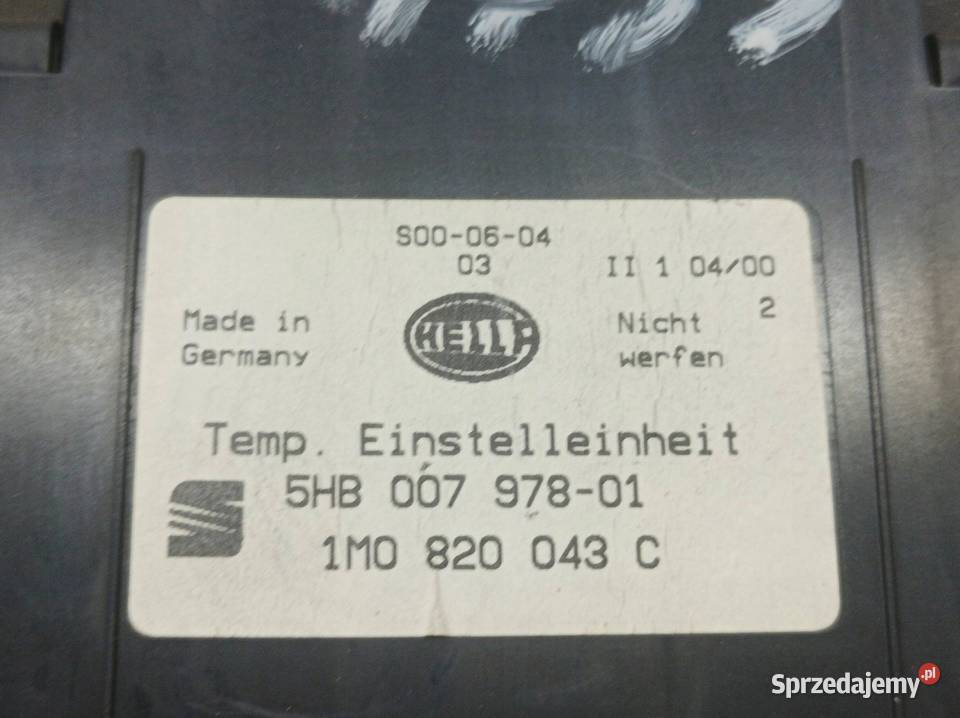 S00-06-04
03
II 1 04/00
2
Made in
Germany
HELLA
Nicht
werfen
Temp. Einstelleinheit
5HB 007 978-01
1M0 820 043 C
Sprzedajemy.pl